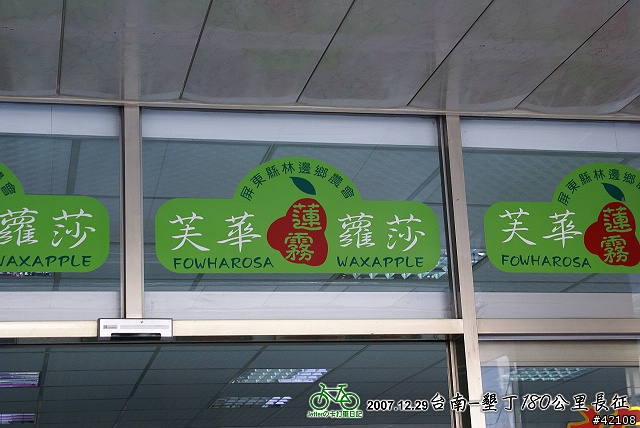 屏東縣林邊鄉農會
蘿莎
WAXAPPLE
芙華蓮霧蘿莎
FOWHAROSA WAXAPPLE
屏東縣林邊鄉農
芙華蓮霧
FOWHAROSA
2007.12.29 台南-墾丁180公里長征
#42108